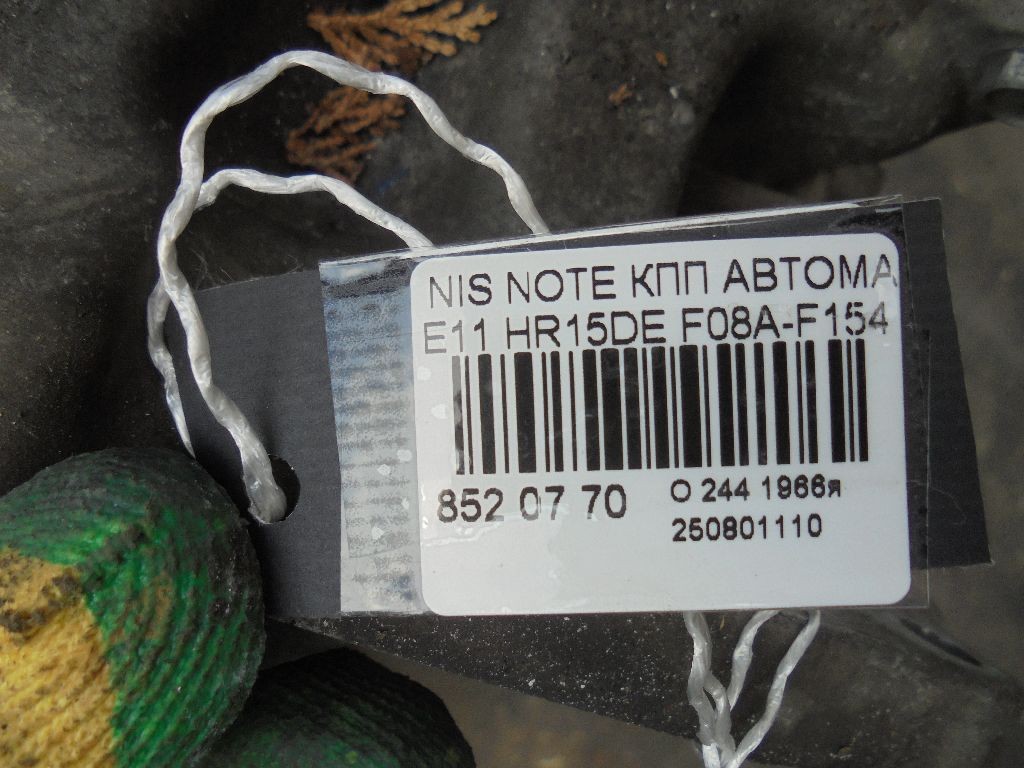 NIS NOTE КПП АВТОМА
E11 HR15DE F08A-F154
852 07 70
O 244 1966я
250801110